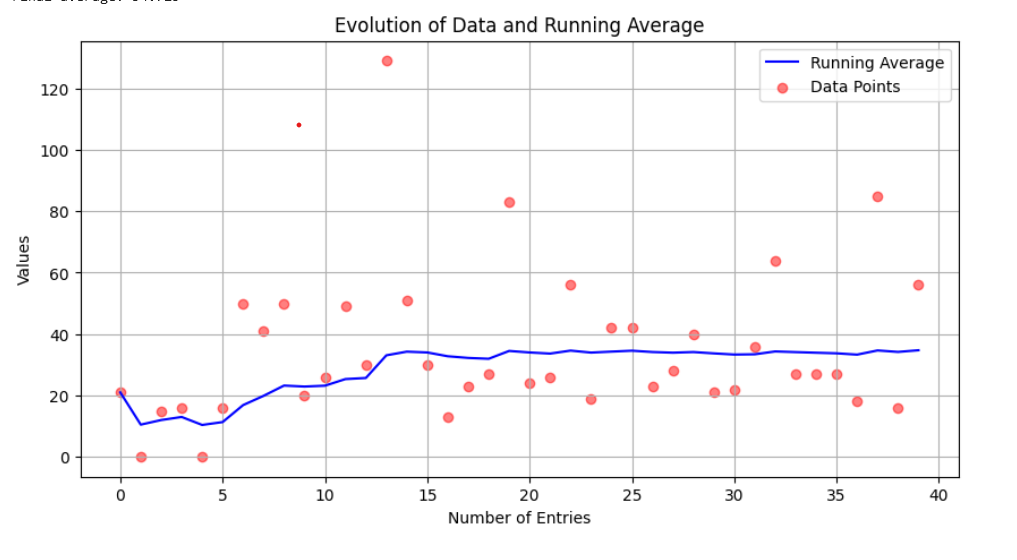 Evolution of Data and Running Average
Running Average
Data Points
Values
120
100
80
60
40
20
0
0 5 10 15 20 25 30 35 40
Number of Entries